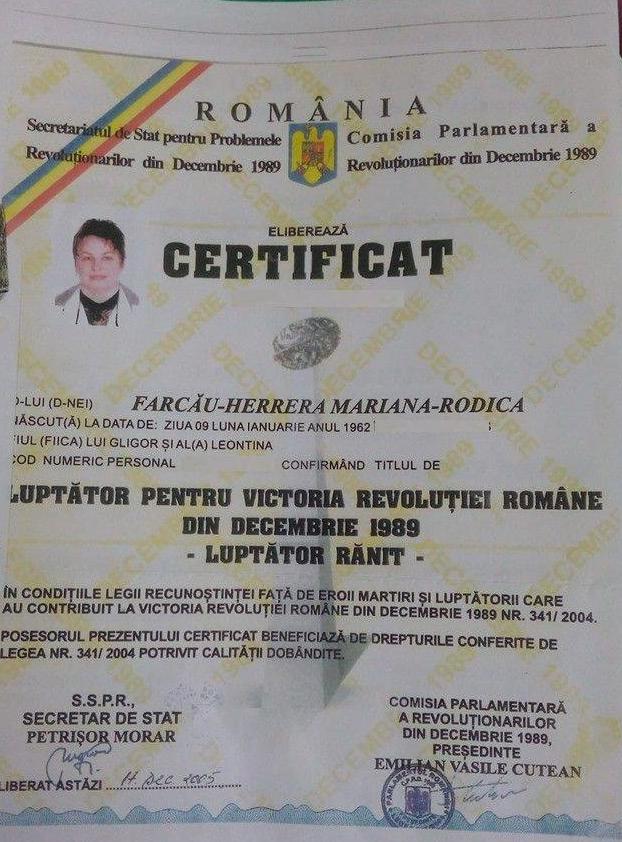 ROMÂNIA
Secretariatul de Stat pentru Problemele
Revoluționarilor din Decembrie 1989
Comisia Parlamentară a
Revoluționarilor din Decembrie 1989
ELIBEREAZĂ
CERTIFICAT
D-LUI (D-NEI) FARCĂU-HERRERA MARIANA-RODICA
NĂSCUT(Ă) LA DATA DE: ZIUA 09 LUNA IANUARIE ANUL 1962
FIUL (FIICA) LUI GLIGOR ȘI AL(A) LEONTINA
COD NUMERIC PERSONAL CONFIRMÂND TITLUL DE
LUPTĂTOR PENTRU VICTORIA REVOLUȚIEI ROMÂNE
DIN DECEMBRIE 1989
- LUPTĂTOR RĂNIT -
ÎN CONDIȚIILE LEGII RECUNOȘTINȚEI FAȚĂ DE EROII MARTIRI ȘI LUPTĂTORII CARE
AU CONTRIBUIT LA VICTORIA REVOLUȚIEI ROMÂNE DIN DECEMBRIE 1989 NR. 341/ 2004.
POSESORUL PREZENTULUI CERTIFICAT BENEFICIAZĂ DE DREPTURILE CONFERITE DE
LEGEA NR. 341/ 2004 POTRIVIT CALITĂȚII DOBÂNDITE.
S.S.P.R.,
SECRETAR DE STAT
PETRIȘOR MORAR
ELIBERAT ASTĂZI 14. Dec 2005
COMISIA PARLAMENTARĂ
A REVOLUȚIONARILOR
DIN DECEMBRIE 1989,
PREȘEDINTE
EMILIAN VASILE CUTEAN